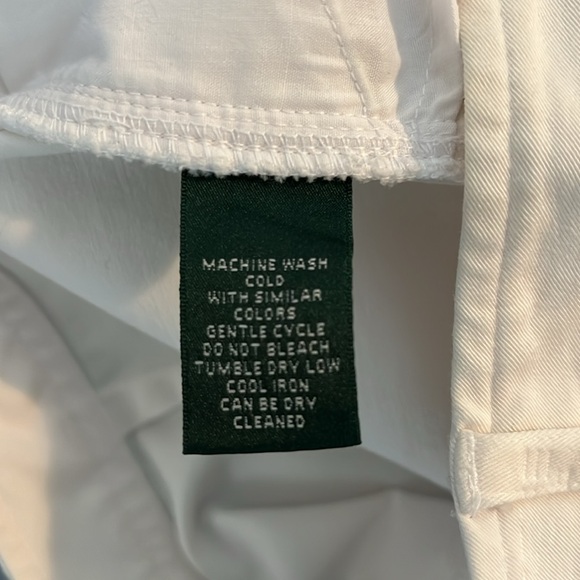 MACHINE WASH
COLD
WITH SIMILAR
COLORS
GENTLE CYCLE
DO NOT BLEACH
TUMBLE DRY LOW
COOL IRON
CAN BE DRY
CLEANED